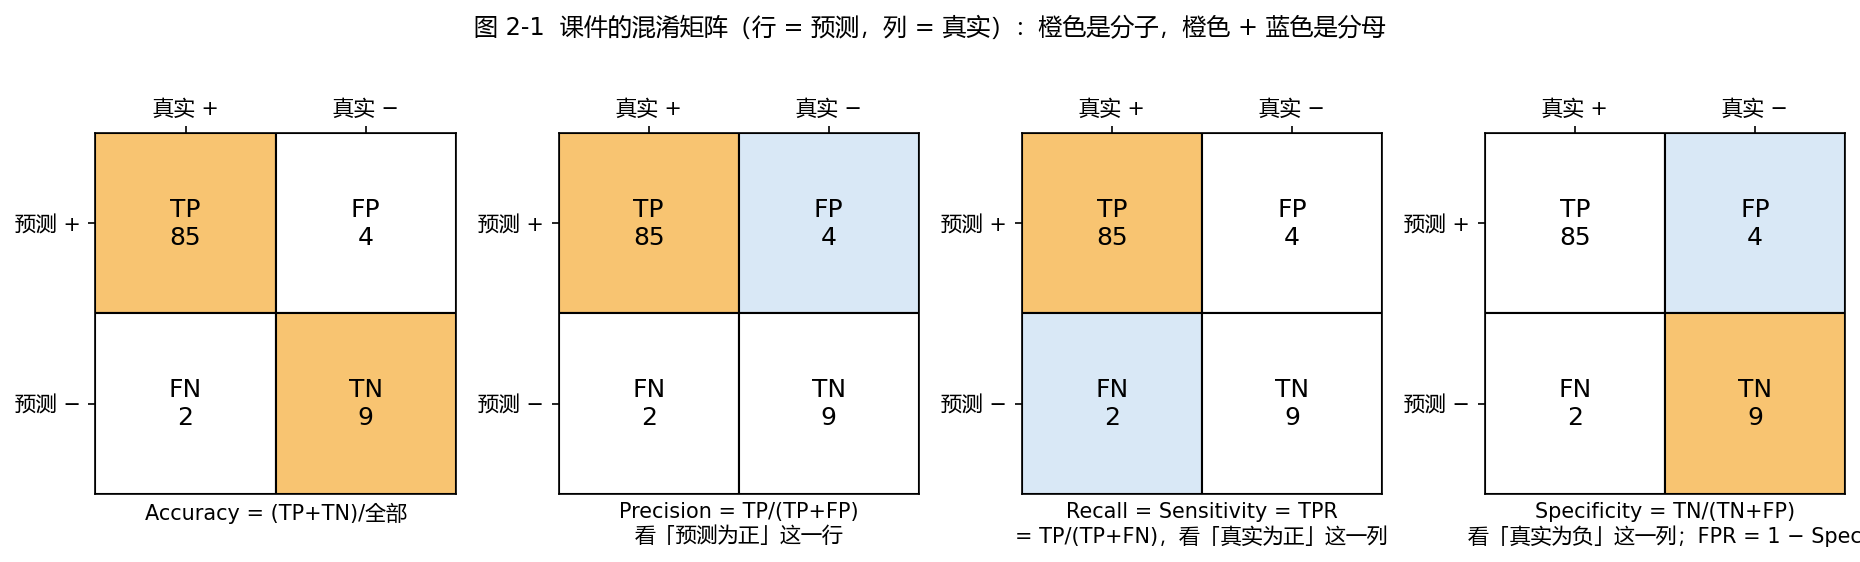 图 2-1 课件的混淆矩阵（行 = 预测，列 = 真实）：橙色是分子，橙色 + 蓝色是分母
真实 +
真实 −
预测 +
TP
85
FP
4
预测 −
FN
2
TN
9
Accuracy = (TP+TN)/全部
真实 +
真实 −
预测 +
TP
85
FP
4
预测 −
FN
2
TN
9
Precision = TP/(TP+FP)
看「预测为正」这一行
真实 +
真实 −
预测 +
TP
85
FP
4
预测 −
FN
2
TN
9
Recall = Sensitivity = TPR
= TP/(TP+FN)，看「真实为正」这一列
真实 +
真实 −
预测 +
TP
85
FP
4
预测 −
FN
2
TN
9
Specificity = TN/(TN+FP)
看「真实为负」这一列；FPR = 1 − Spec